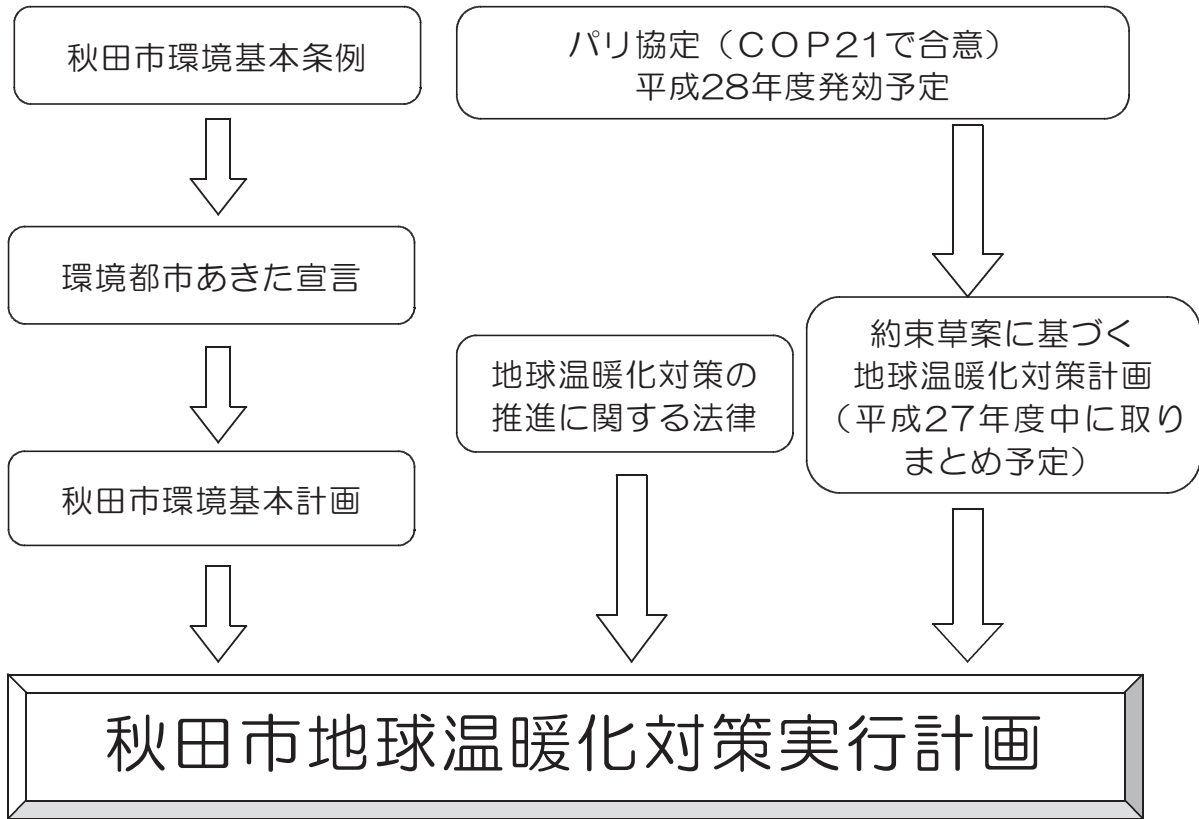 秋田市環境基本条例
パリ協定（ＣＯＰ21で合意）
平成28年度発効予定
環境都市あきた宣言
地球温暖化対策の
推進に関する法律
約束草案に基づく
地球温暖化対策計画
（平成27年度中に取り
まとめ予定）
秋田市環境基本計画
秋田市地球温暖化対策実行計画